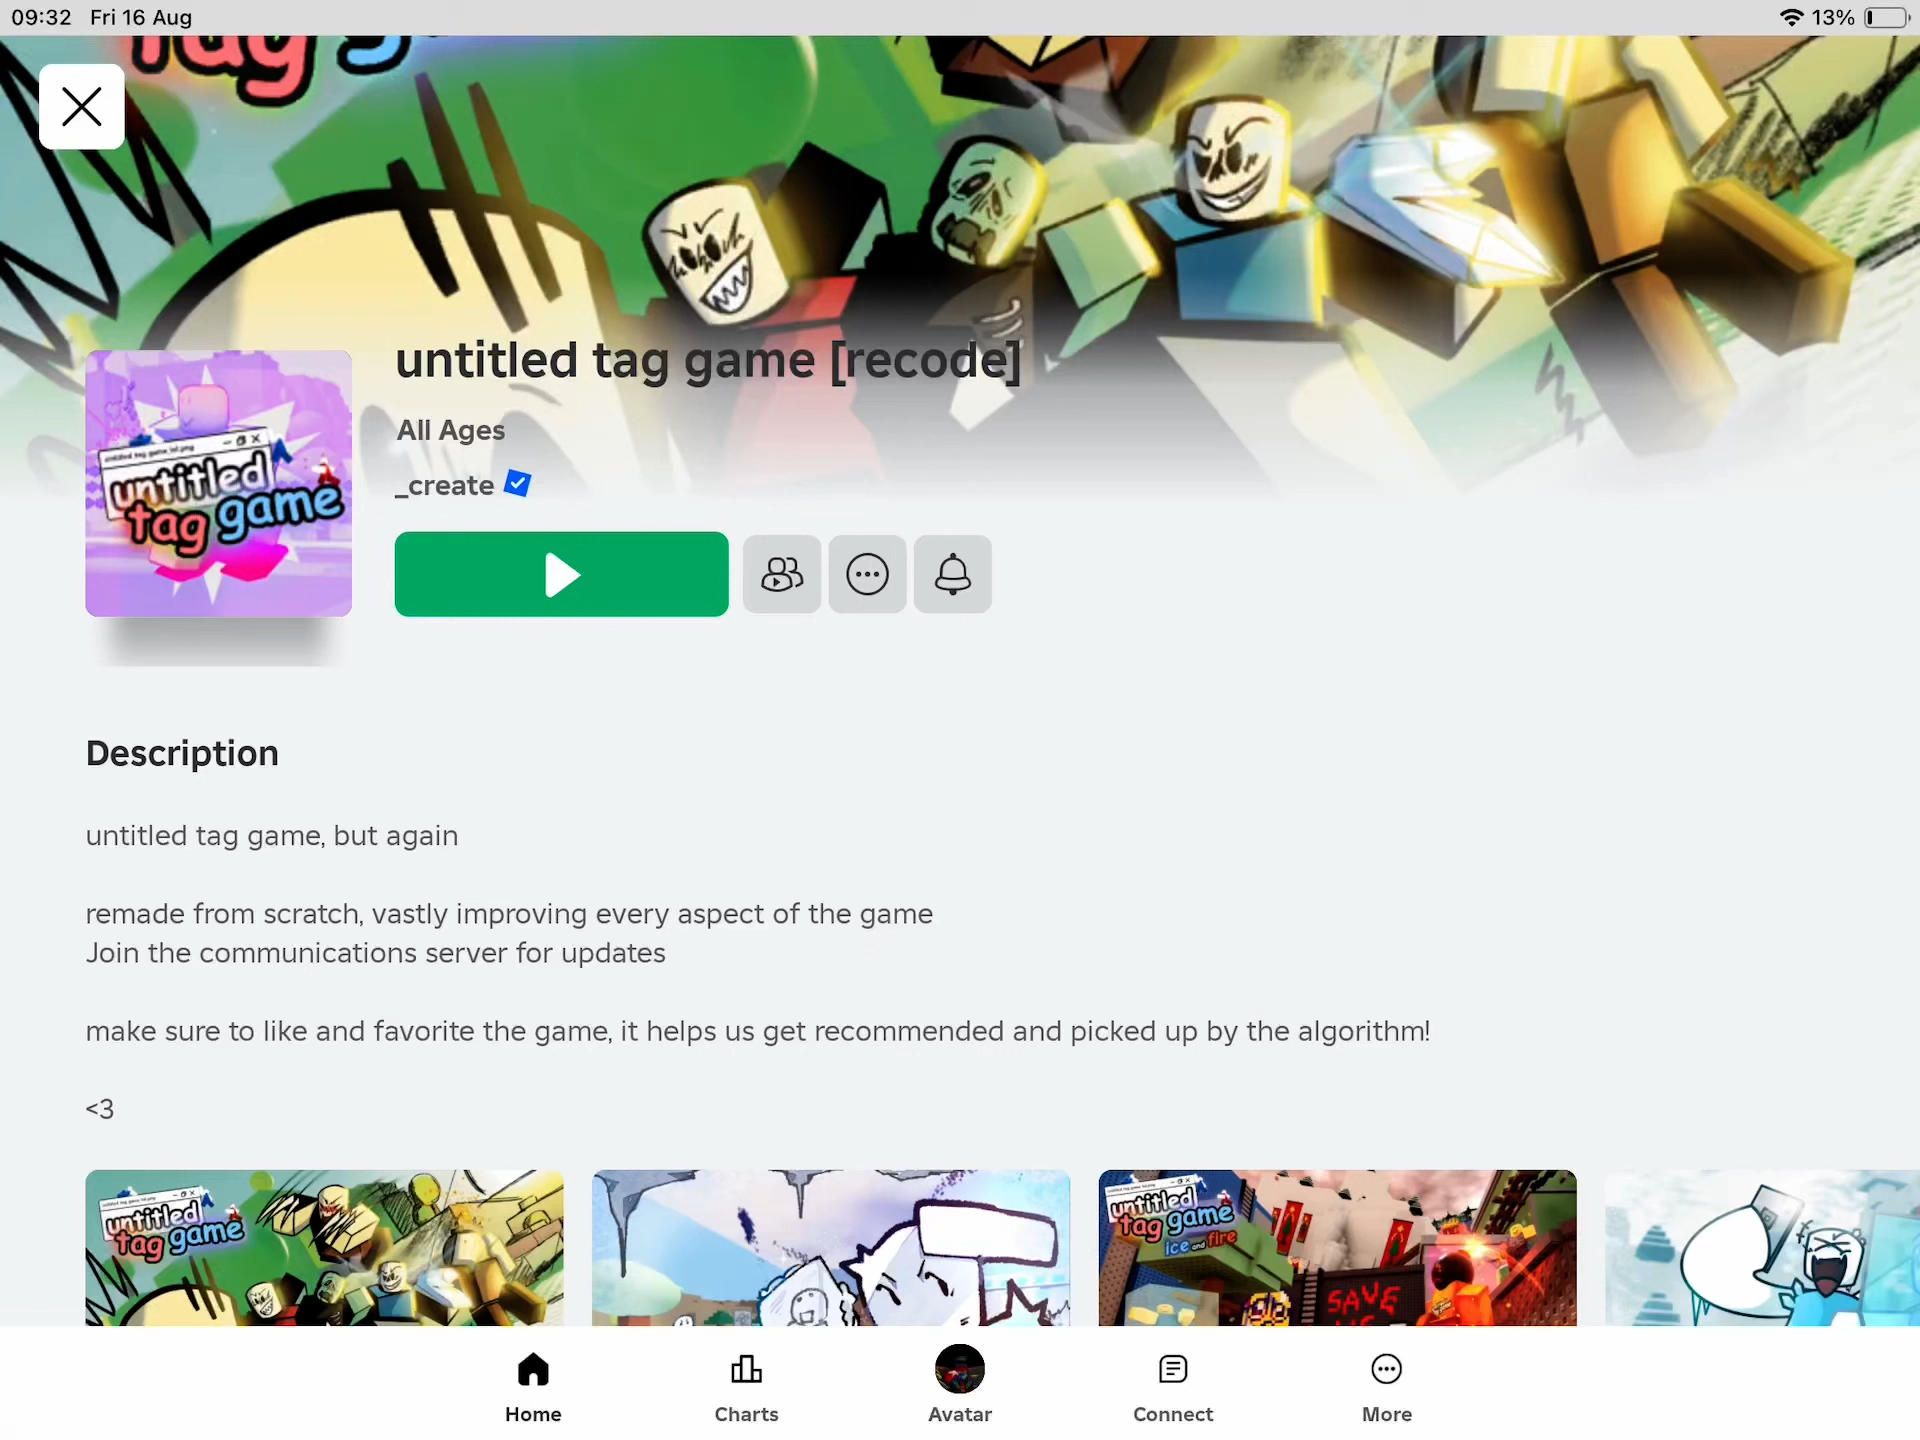 09:32 Fri 16 Aug
13%
tag g
untitled tag game [recode]
All Ages
_create
untitled
tag game
Description
untitled tag game, but again
remade from scratch, vastly improving every aspect of the game
Join the communications server for updates
make sure to like and favorite the game, it helps us get recommended and picked up by the algorithm!
<3
untitled
tag game
untitled
tag game
ice and fire
SAVE
Home
Charts
Avatar
Connect
More